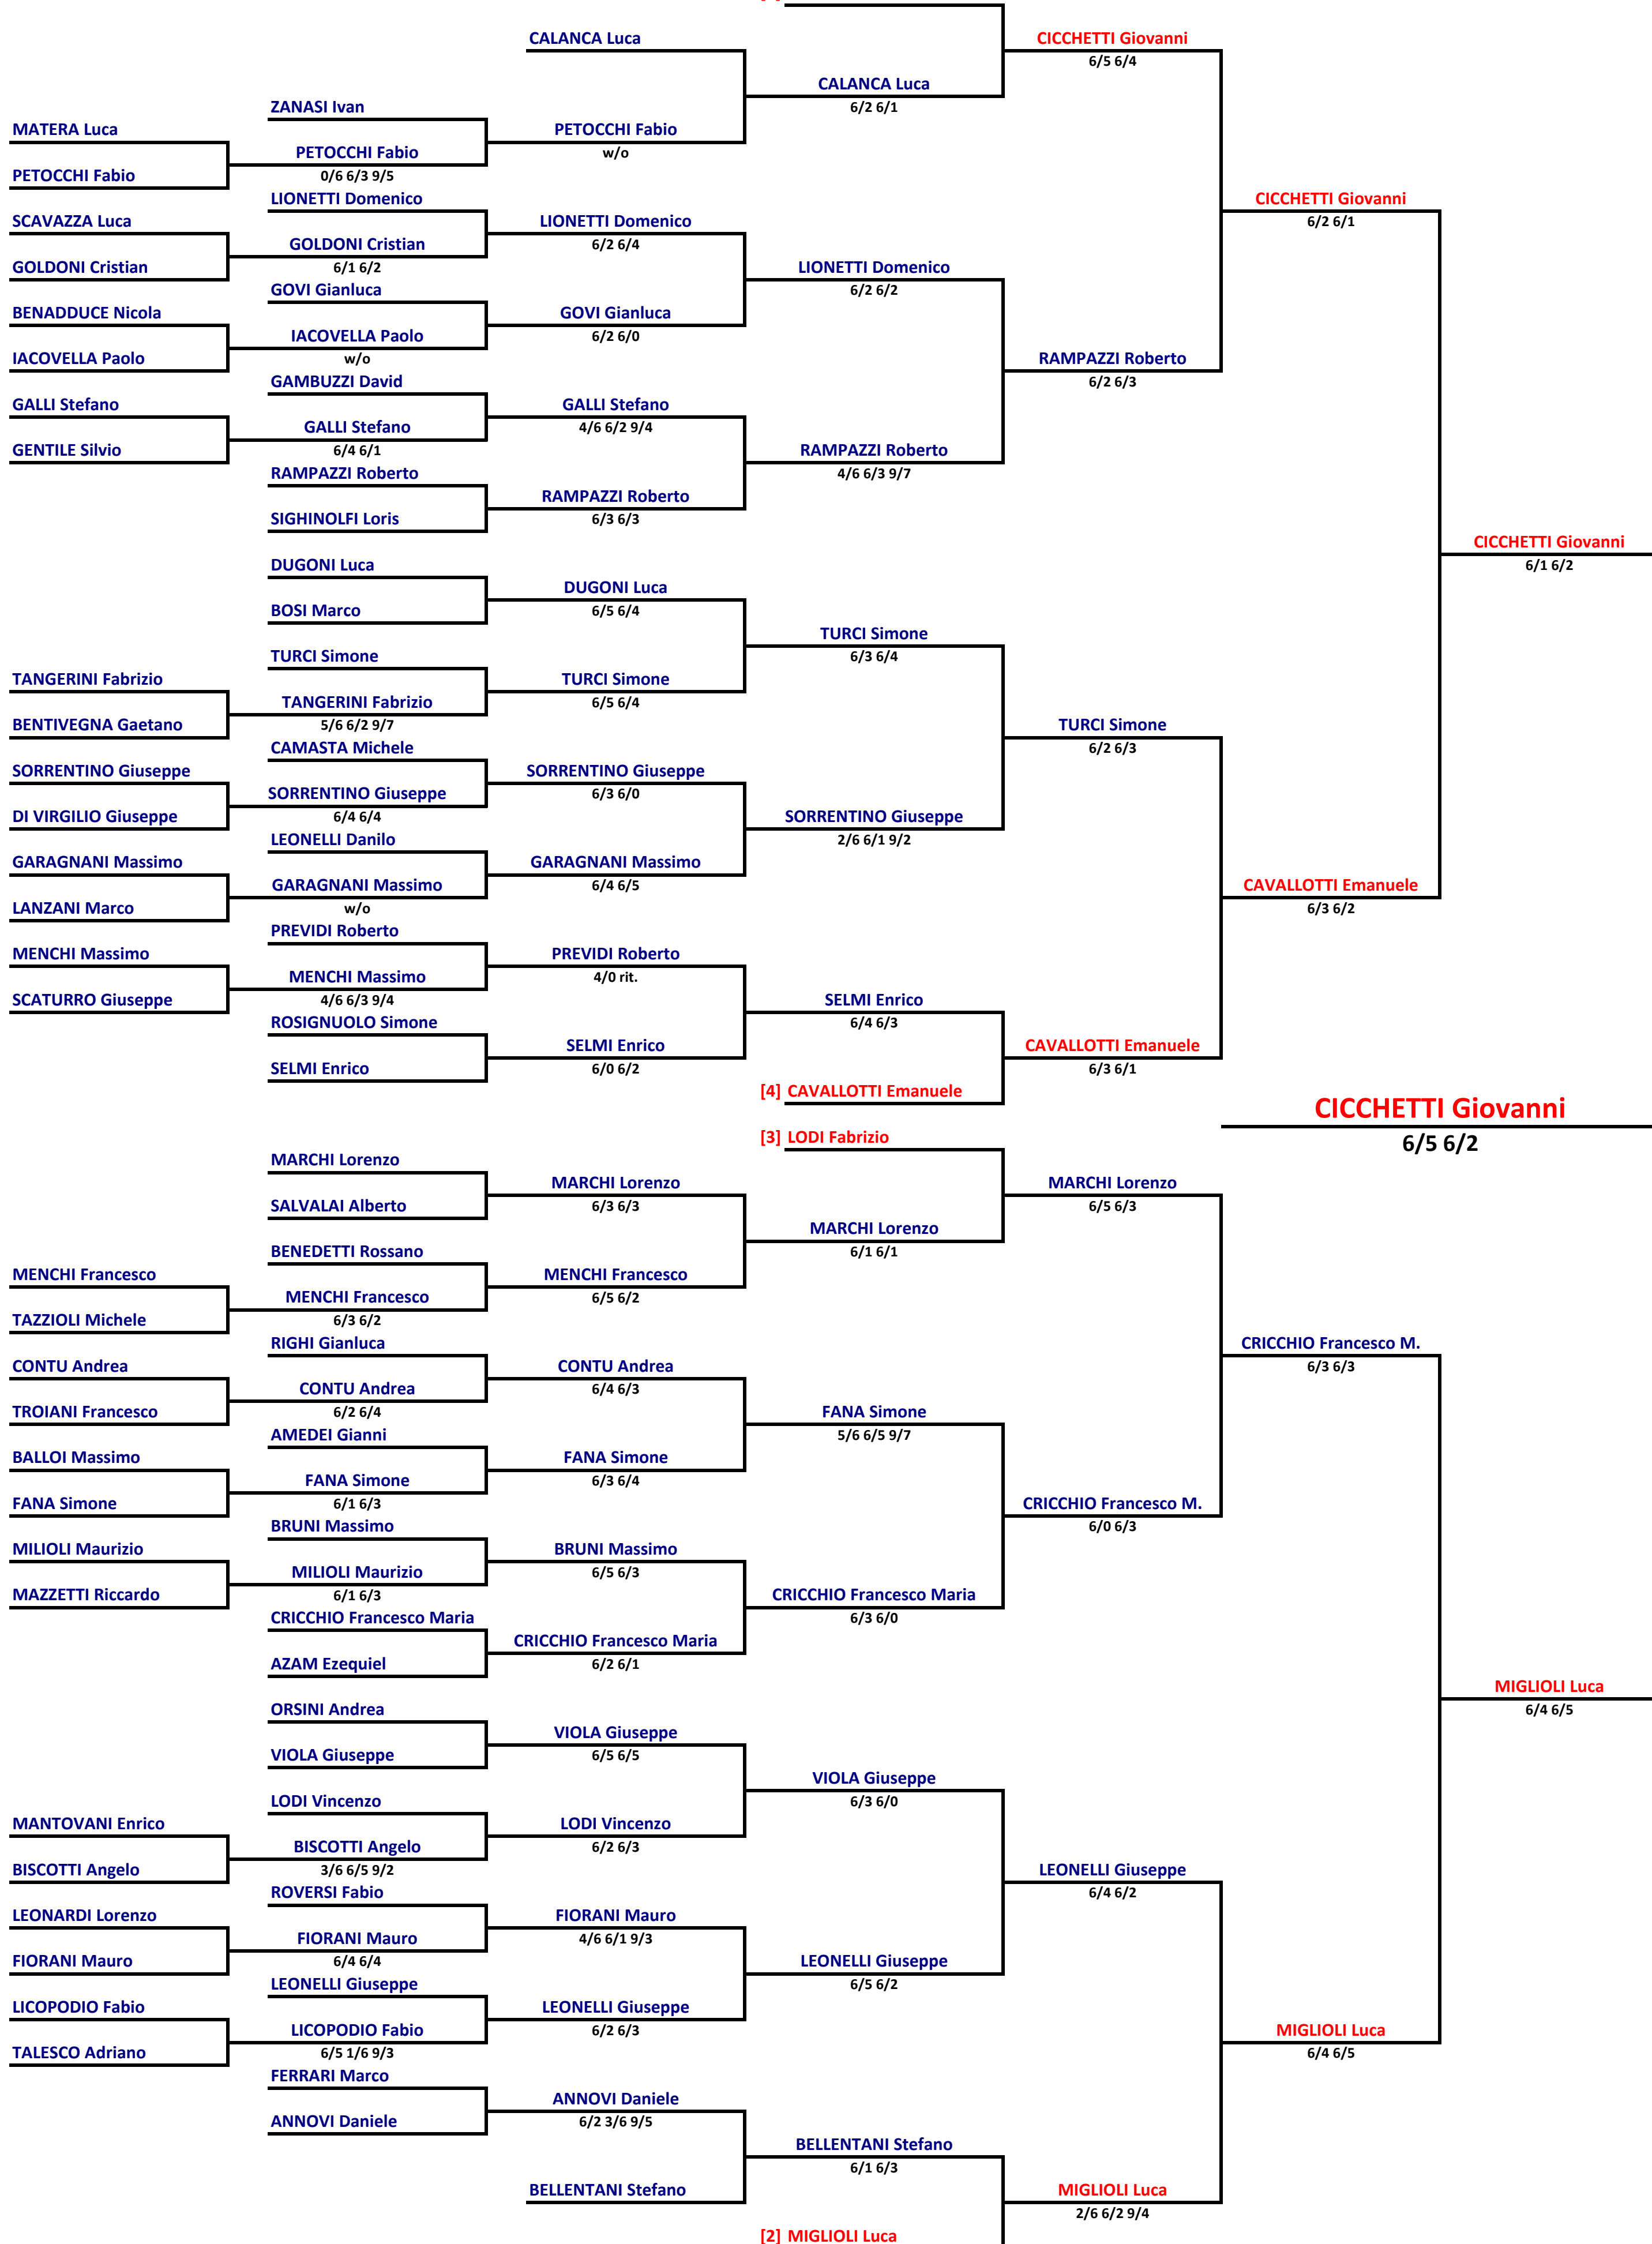 CALANCA Luca
CICCHETTI Giovanni
6/5 6/4
CALANCA Luca
6/2 6/1
ZANASI Ivan
MATERA Luca
PETOCCHI Fabio
w/o
PETOCCHI Fabio
0/6 6/3 9/5
PETOCCHI Fabio
LIONETTI Domenico
CICCHETTI Giovanni
6/2 6/1
SCAVAZZA Luca
LIONETTI Domenico
6/2 6/4
GOLDONI Cristian
6/1 6/2
GOLDONI Cristian
LIONETTI Domenico
6/2 6/2
GOVI Gianluca
BENADDUCE Nicola
GOVI Gianluca
6/2 6/0
IACOVELLA Paolo
w/o
IACOVELLA Paolo
RAMPAZZI Roberto
6/2 6/3
GAMBUZZI David
GALLI Stefano
GALLI Stefano
4/6 6/2 9/4
GALLI Stefano
6/4 6/1
GENTILE Silvio
RAMPAZZI Roberto
4/6 6/3 9/7
RAMPAZZI Roberto
RAMPAZZI Roberto
6/3 6/3
SIGHINOLFI Loris
CICCHETTI Giovanni
6/1 6/2
DUGONI Luca
DUGONI Luca
6/5 6/4
BOSI Marco
TURCI Simone
6/3 6/4
TURCI Simone
TANGERINI Fabrizio
TURCI Simone
6/5 6/4
TANGERINI Fabrizio
5/6 6/2 9/7
BENTIVEGNA Gaetano
TURCI Simone
6/2 6/3
CAMASTA Michele
SORRENTINO Giuseppe
SORRENTINO Giuseppe
6/3 6/0
SORRENTINO Giuseppe
6/4 6/4
DI VIRGILIO Giuseppe
SORRENTINO Giuseppe
2/6 6/1 9/2
LEONELLI Danilo
GARAGNANI Massimo
GARAGNANI Massimo
6/4 6/5
GARAGNANI Massimo
w/o
CAVALLOTTI Emanuele
6/3 6/2
LANZANI Marco
PREVIDI Roberto
MENCHI Massimo
PREVIDI Roberto
4/0 rit.
MENCHI Massimo
4/6 6/3 9/4
SCATURRO Giuseppe
SELMI Enrico
6/4 6/3
ROSIGNUOLO Simone
SELMI Enrico
6/0 6/2
CAVALLOTTI Emanuele
6/3 6/1
SELMI Enrico
[4] CAVALLOTTI Emanuele
CICCHETTI Giovanni
6/5 6/2
[3] LODI Fabrizio
MARCHI Lorenzo
MARCHI Lorenzo
6/3 6/3
MARCHI Lorenzo
6/5 6/3
SALVALAI Alberto
MARCHI Lorenzo
6/1 6/1
BENEDETTI Rossano
MENCHI Francesco
MENCHI Francesco
6/5 6/2
MENCHI Francesco
6/3 6/2
TAZZIOLI Michele
RIGHI Gianluca
CRICCHIO Francesco M.
6/3 6/3
CONTU Andrea
CONTU Andrea
6/4 6/3
CONTU Andrea
6/2 6/4
TROIANI Francesco
FANA Simone
5/6 6/5 9/7
AMEDEI Gianni
BALLOI Massimo
FANA Simone
6/3 6/4
FANA Simone
6/1 6/3
FANA Simone
CRICCHIO Francesco M.
6/0 6/3
BRUNI Massimo
MILIOLI Maurizio
BRUNI Massimo
6/5 6/3
MILIOLI Maurizio
6/1 6/3
MAZZETTI Riccardo
CRICCHIO Francesco Maria
6/3 6/0
CRICCHIO Francesco Maria
CRICCHIO Francesco Maria
6/2 6/1
AZAM Ezequiel
MIGLIOLI Luca
6/4 6/5
ORSINI Andrea
VIOLA Giuseppe
6/5 6/5
VIOLA Giuseppe
VIOLA Giuseppe
6/3 6/0
LODI Vincenzo
MANTOVANI Enrico
LODI Vincenzo
6/2 6/3
BISCOTTI Angelo
3/6 6/5 9/2
BISCOTTI Angelo
LEONELLI Giuseppe
6/4 6/2
ROVERSI Fabio
LEONARDI Lorenzo
FIORANI Mauro
4/6 6/1 9/3
FIORANI Mauro
6/4 6/4
FIORANI Mauro
LEONELLI Giuseppe
6/5 6/2
LEONELLI Giuseppe
LICOPODIO Fabio
LEONELLI Giuseppe
6/2 6/3
LICOPODIO Fabio
6/5 1/6 9/3
MIGLIOLI Luca
6/4 6/5
TALESCO Adriano
FERRARI Marco
ANNOVI Daniele
6/2 3/6 9/5
ANNOVI Daniele
BELLENTANI Stefano
6/1 6/3
BELLENTANI Stefano
MIGLIOLI Luca
2/6 6/2 9/4
[2] MIGLIOLI Luca